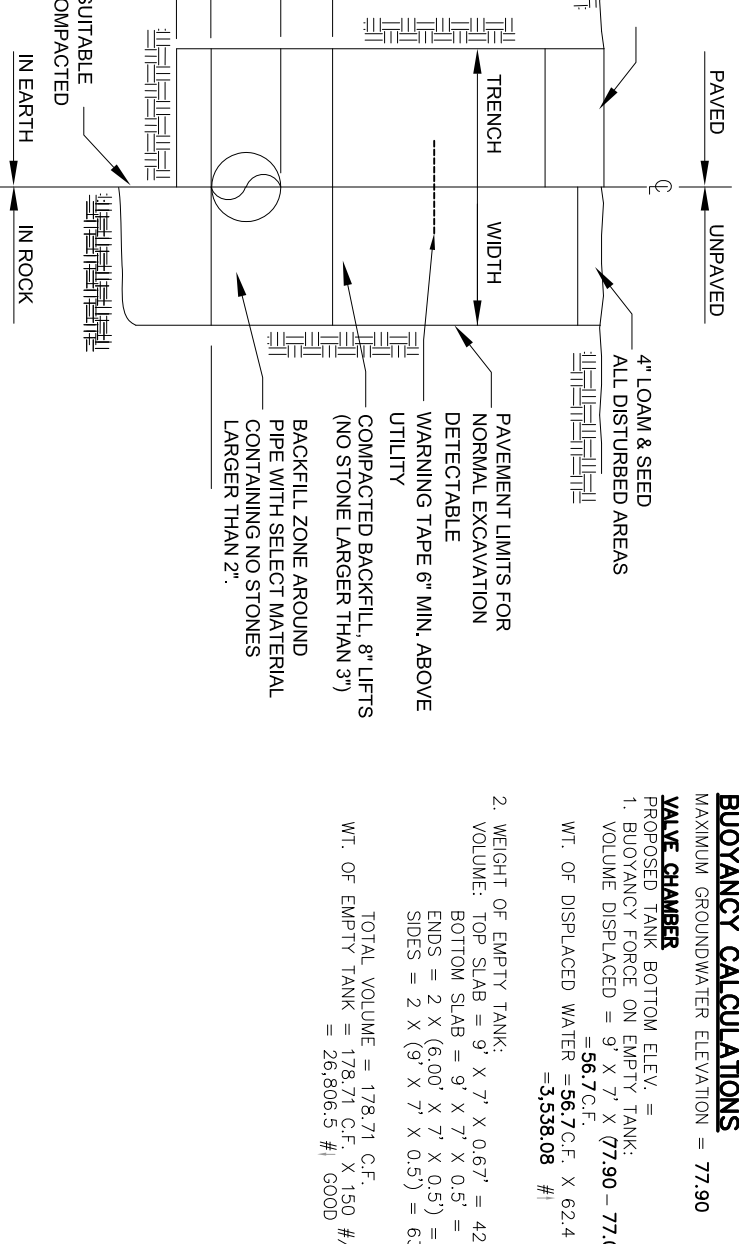 PAVED
UNPAVED
℄
4" LOAM & SEED
ALL DISTURBED AREAS
TRENCH
WIDTH
PAVEMENT LIMITS FOR
NORMAL EXCAVATION
DETECTABLE
WARNING TAPE 6" MIN. ABOVE
UTILITY
COMPACTED BACKFILL, 8" LIFTS
(NO STONE LARGER THAN 3")
BACKFILL ZONE AROUND
PIPE WITH SELECT MATERIAL
CONTAINING NO STONES
LARGER THAN 2".
SUITABLE
OMPACTED
IN EARTH
IN ROCK
BUOYANCY CALCULATIONS
MAXIMUM GROUNDWATER ELEVATION = 77.90
VALVE CHAMBER
PROPOSED TANK BOTTOM ELEV. =
1. BUOYANCY FORCE ON EMPTY TANK:
VOLUME DISPLACED = 9' X 7' X (77.90 – 77.0
=56.7C.F.
WT. OF DISPLACED WATER =56.7C.F. X 62.4
=3,538.08 #
2. WEIGHT OF EMPTY TANK:
VOLUME: TOP SLAB = 9' X 7' X 0.67' = 42
BOTTOM SLAB = 9' X 7' X 0.5' =
ENDS = 2 X (6.00' X 7' X 0.5') =
SIDES = 2 X (9' X 7' X 0.5') = 63
TOTAL VOLUME = 178.71 C.F.
WT. OF EMPTY TANK = 178.71 C.F. X 150 #/
= 26,806.5 # GOOD